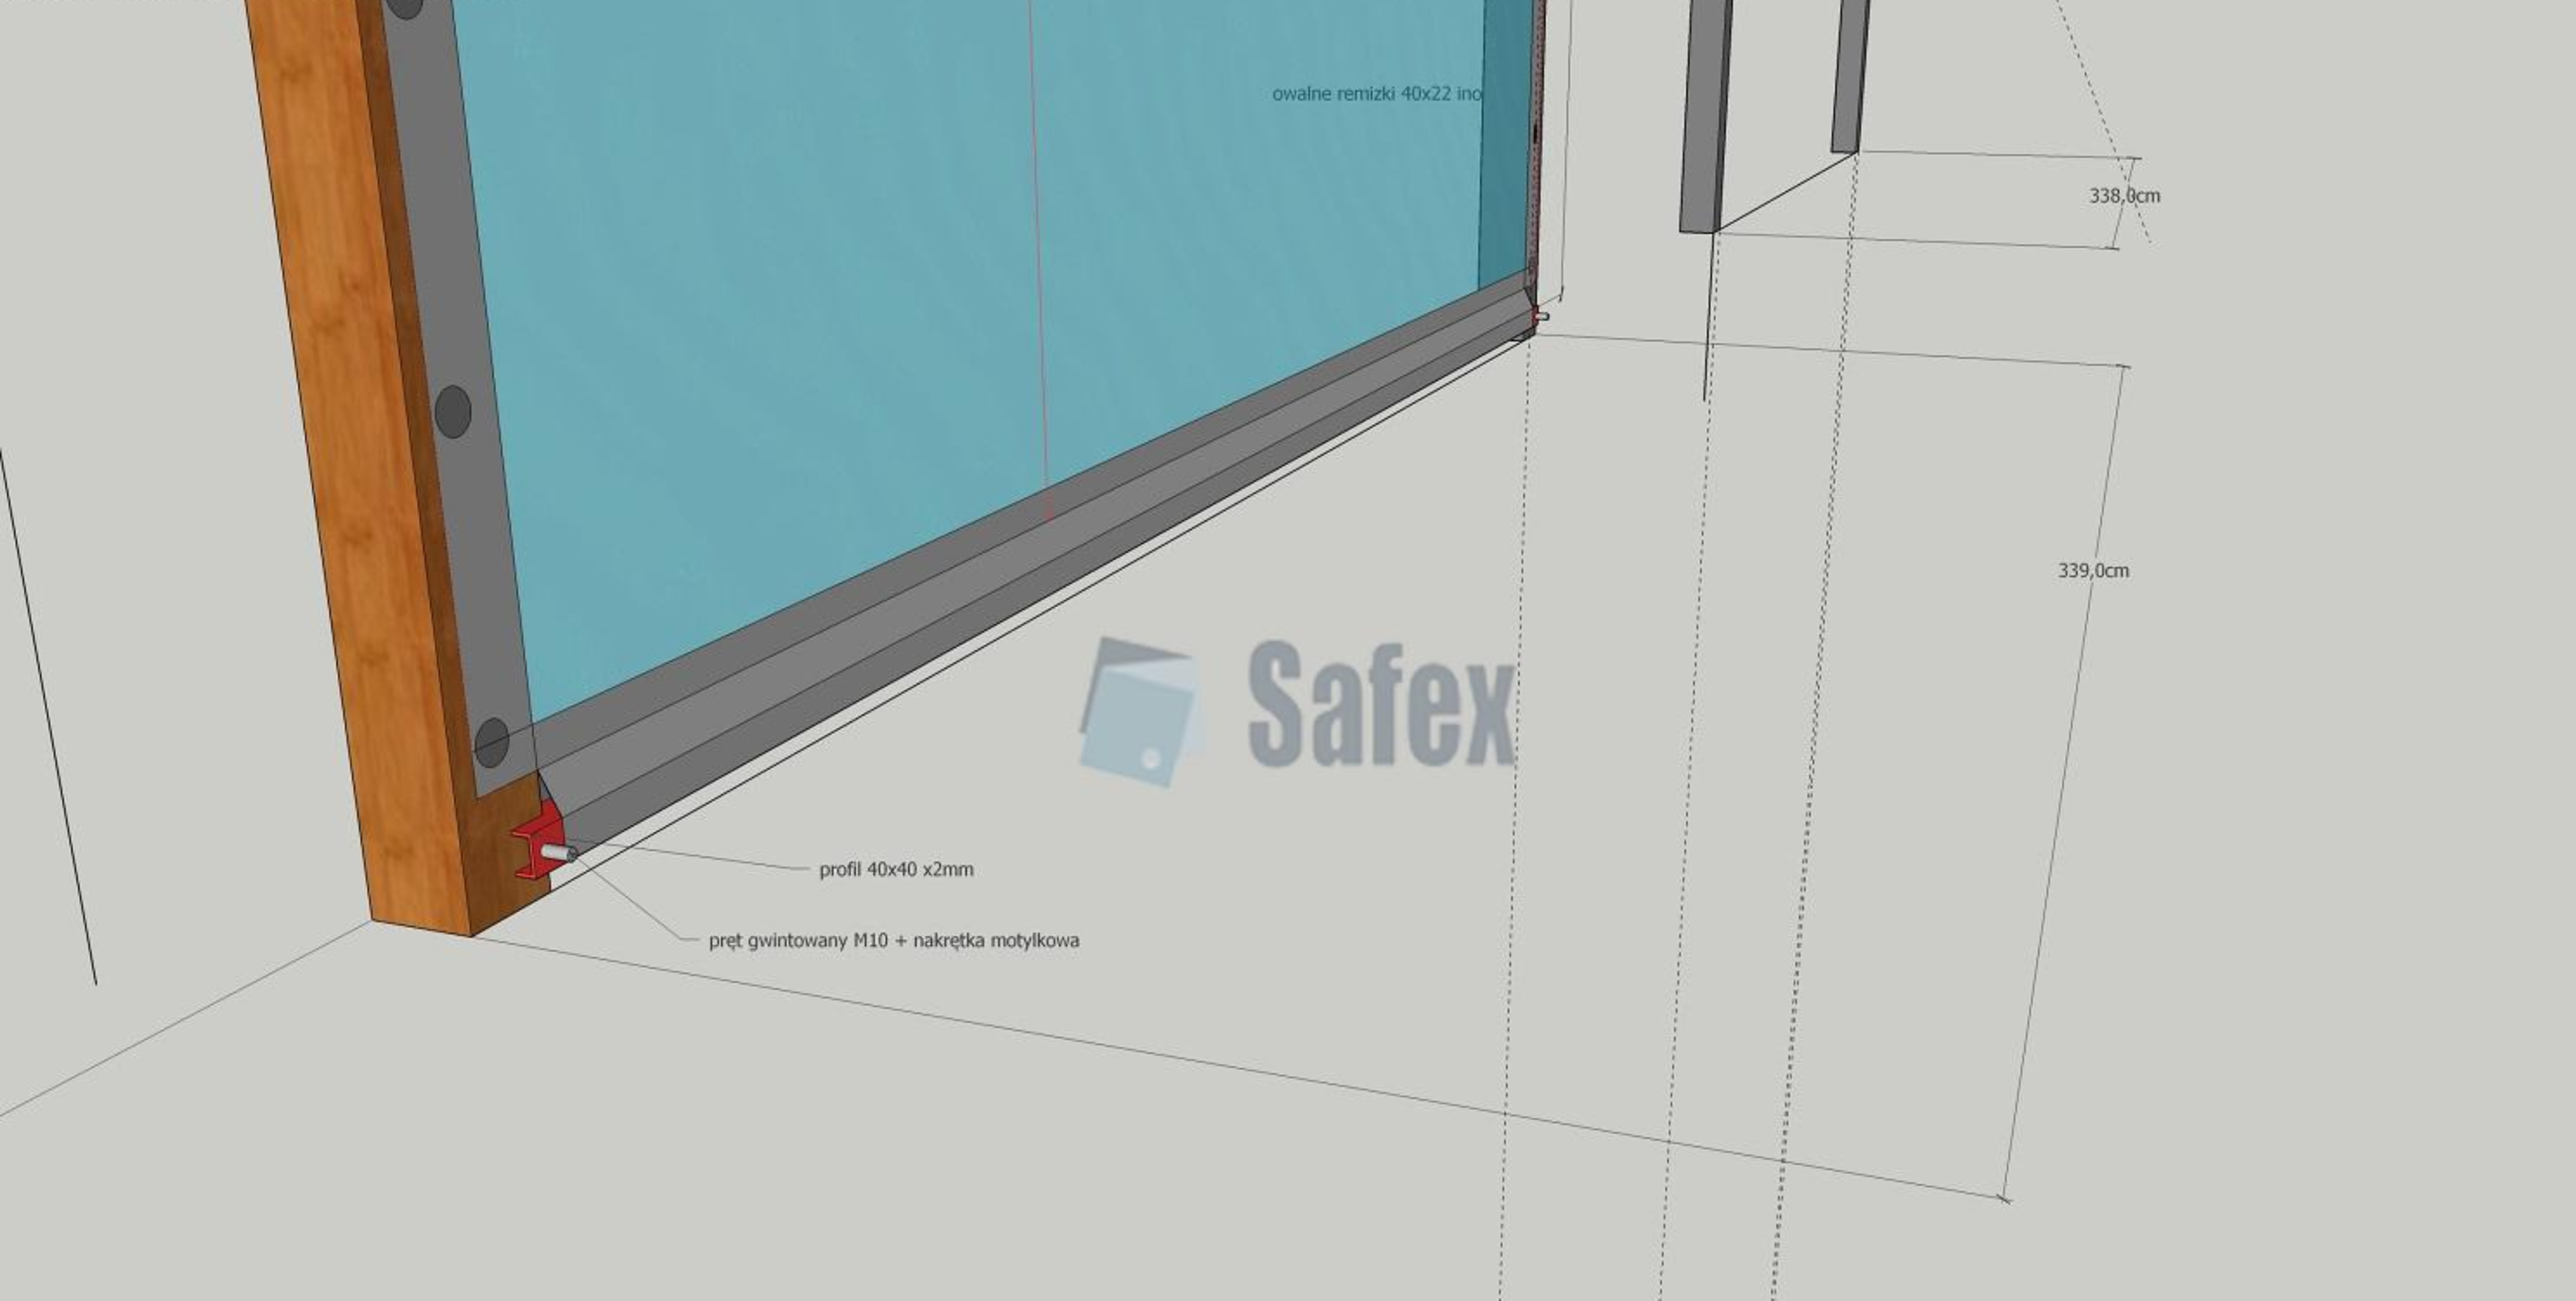 owalne remizki 40x22 ino
338,0cm
339,0cm
Safex
profil 40x40 x2mm
pręt gwintowany M10 + nakrętka motylkowa